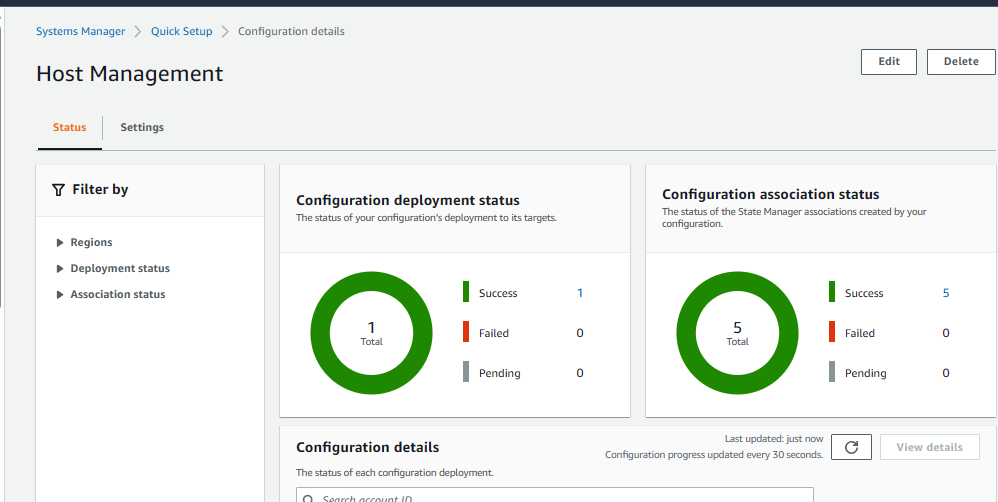 Systems Manager > Quick Setup > Configuration details
Host Management
Edit
Delete
Status
Settings
Filter by
Regions
Deployment status
Association status
Configuration deployment status
The status of your configuration's deployment to its targets.
1
Total
Success 1
Failed 0
Pending 0
Configuration association status
The status of the State Manager associations created by your
configuration.
5
Total
Success 5
Failed 0
Pending 0
Configuration details
The status of each configuration deployment.
Last updated: just now
Configuration progress updated every 30 seconds.
View details
Search account ID